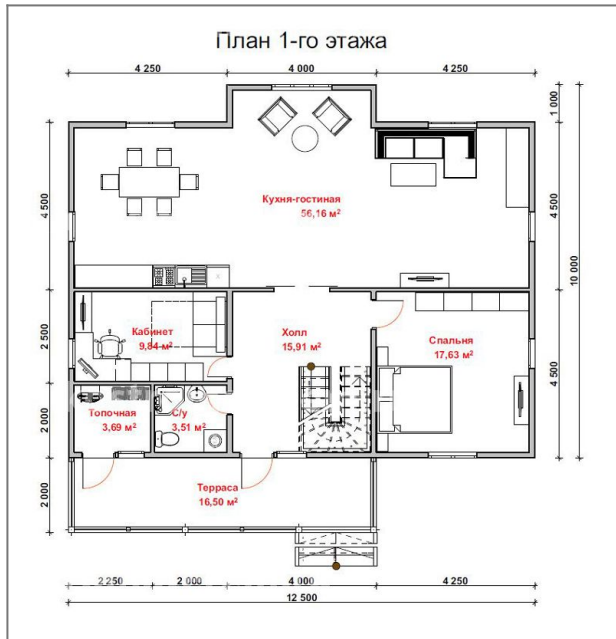 План 1-го этажа
4 250
4 000
4 250
1 000
4 500
4 500
10 000
Кухня-гостиная
56,16 м²
2 500
Кабинет
9,84 м²
Холл
15,91 м²
Спальня
17,63 м²
4 500
2 000
Топочная
3,69 м²
С/у
3,51 м²
2 000
Терраса
16,50 м²
2 250
2 000
4 000
4 250
12 500